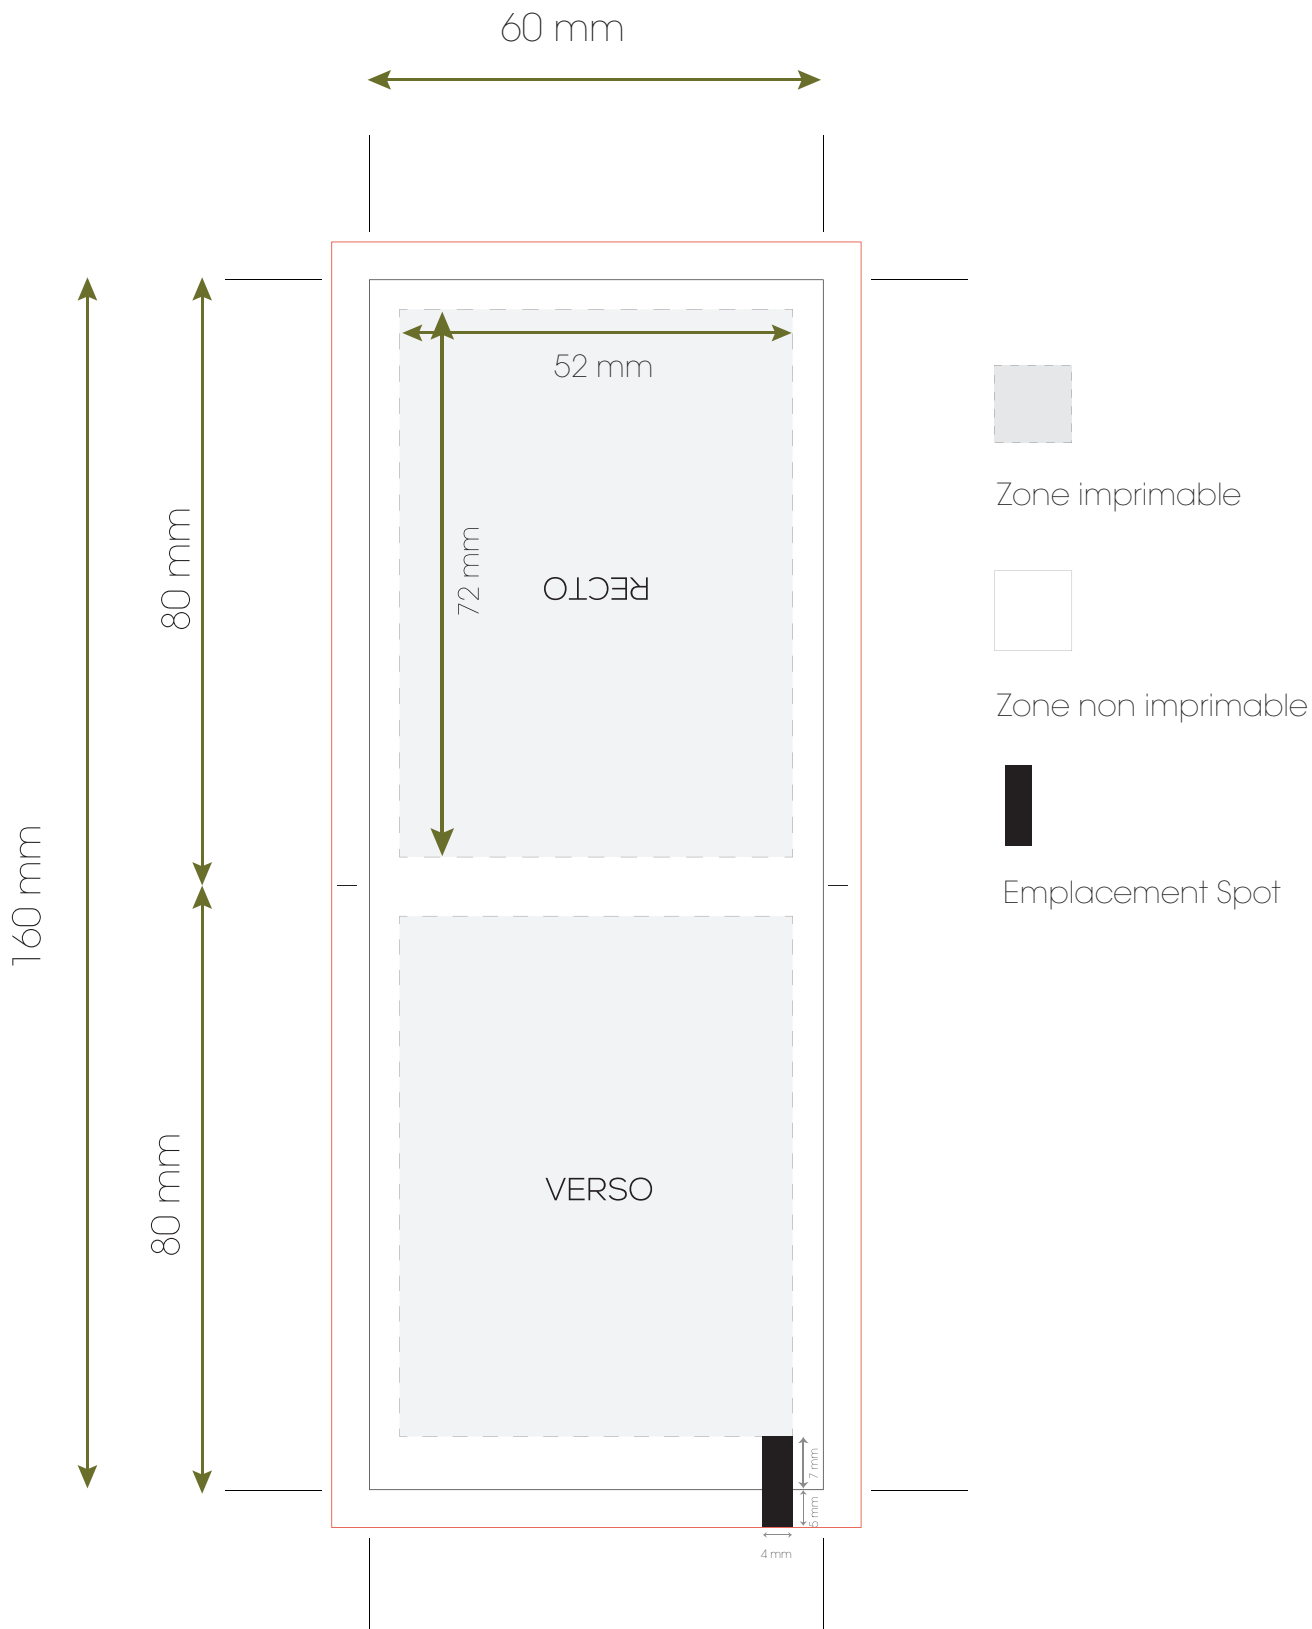 60 mm
52 mm
72 mm
RECTO
80 mm
160 mm
80 mm
VERSO
7 mm
5 mm
4 mm
Zone imprimable
Zone non imprimable
Emplacement Spot